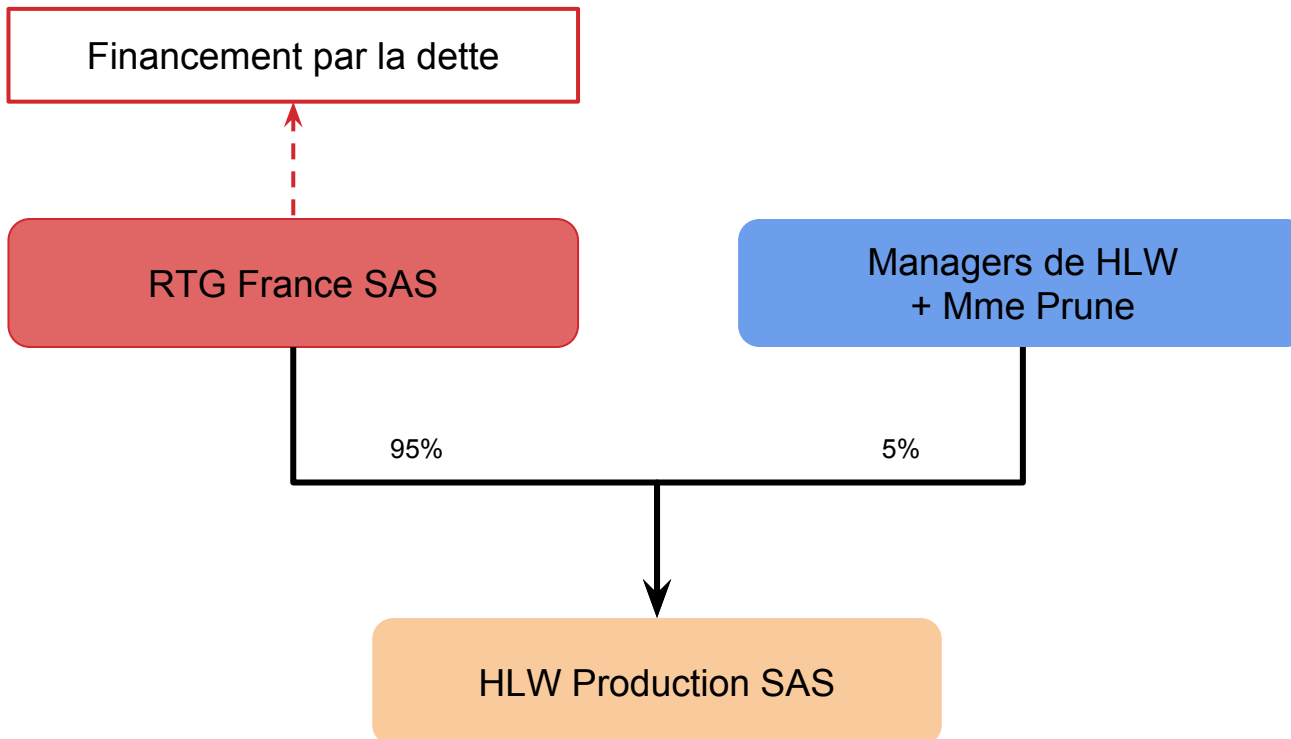 Financement par la dette
RTG France SAS
Managers de HLW
+ Mme Prune
95%
5%
HLW Production SAS